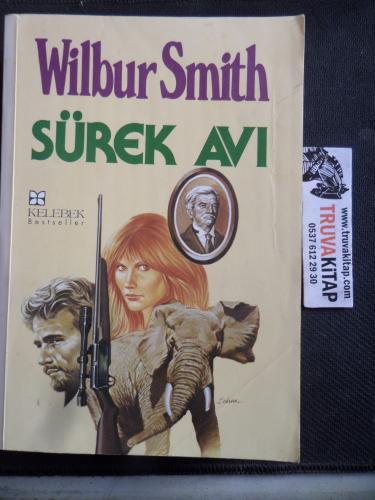 Wilbur Smith
SÜREK AVI
KELEBEK
Bestseller
TRUVAKiTAP
www.truvakitap.com
0537 612 29 30